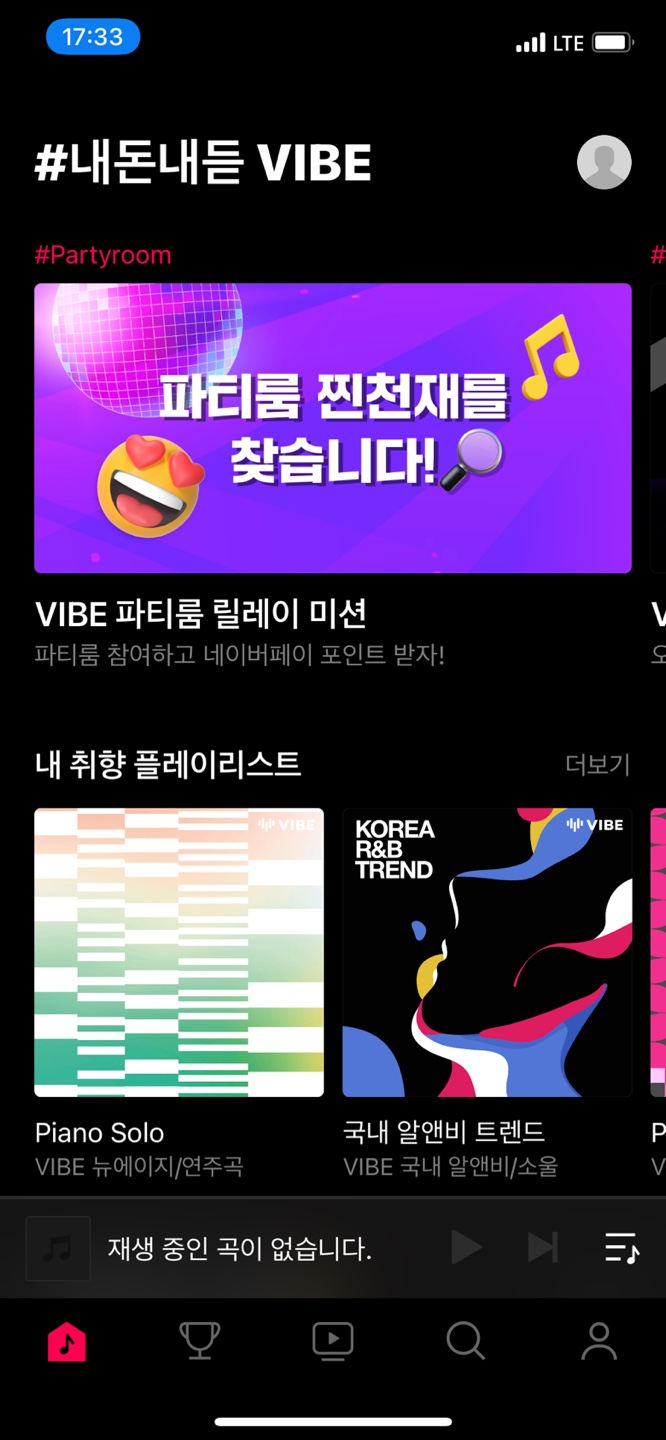 17:33
LTE
#내돈내듣 VIBE
#Partyroom
#
파티룸 찐천재를
찾습니다!
VIBE 파티룸 릴레이 미션
파티룸 참여하고 네이버페이 포인트 받자!
내 취향 플레이리스트
더보기
VIBE
KOREA
R&B
TREND
VIBE
Piano Solo
VIBE 뉴에이지/연주곡
국내 알앤비 트렌드
VIBE 국내 알앤비/소울
재생 중인 곡이 없습니다.